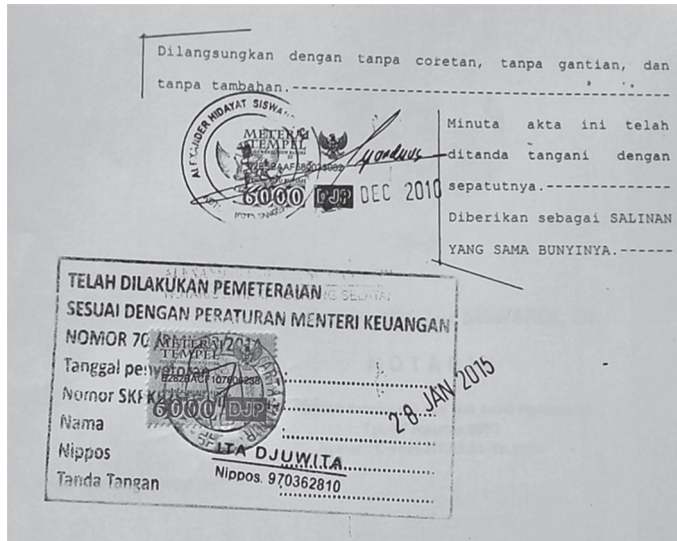 Dilangsungkan dengan tanpa coretan, tanpa gantian, dan
tanpa tambahan.
HIDAYAT SISWA
METERAI
TEMPEL
6000 DJP
DEC 2010
Minuta akta ini telah
ditanda tangani dengan
sepatutnya.
Diberikan sebagai SALINAN
YANG SAMA BUNYINYA.
TELAH DILAKUKAN PEMETERAIAN
SESUAI DENGAN PERATURAN MENTERI KEUANGAN
NOMOR 70
METERAI
TEMPEL
Tanggal penyetoran
6000 DJP
28 JAN 2015
Nomor
Nama
ITA DJUWITA
Nippos
Nippos. 970362810
Tanda Tangan